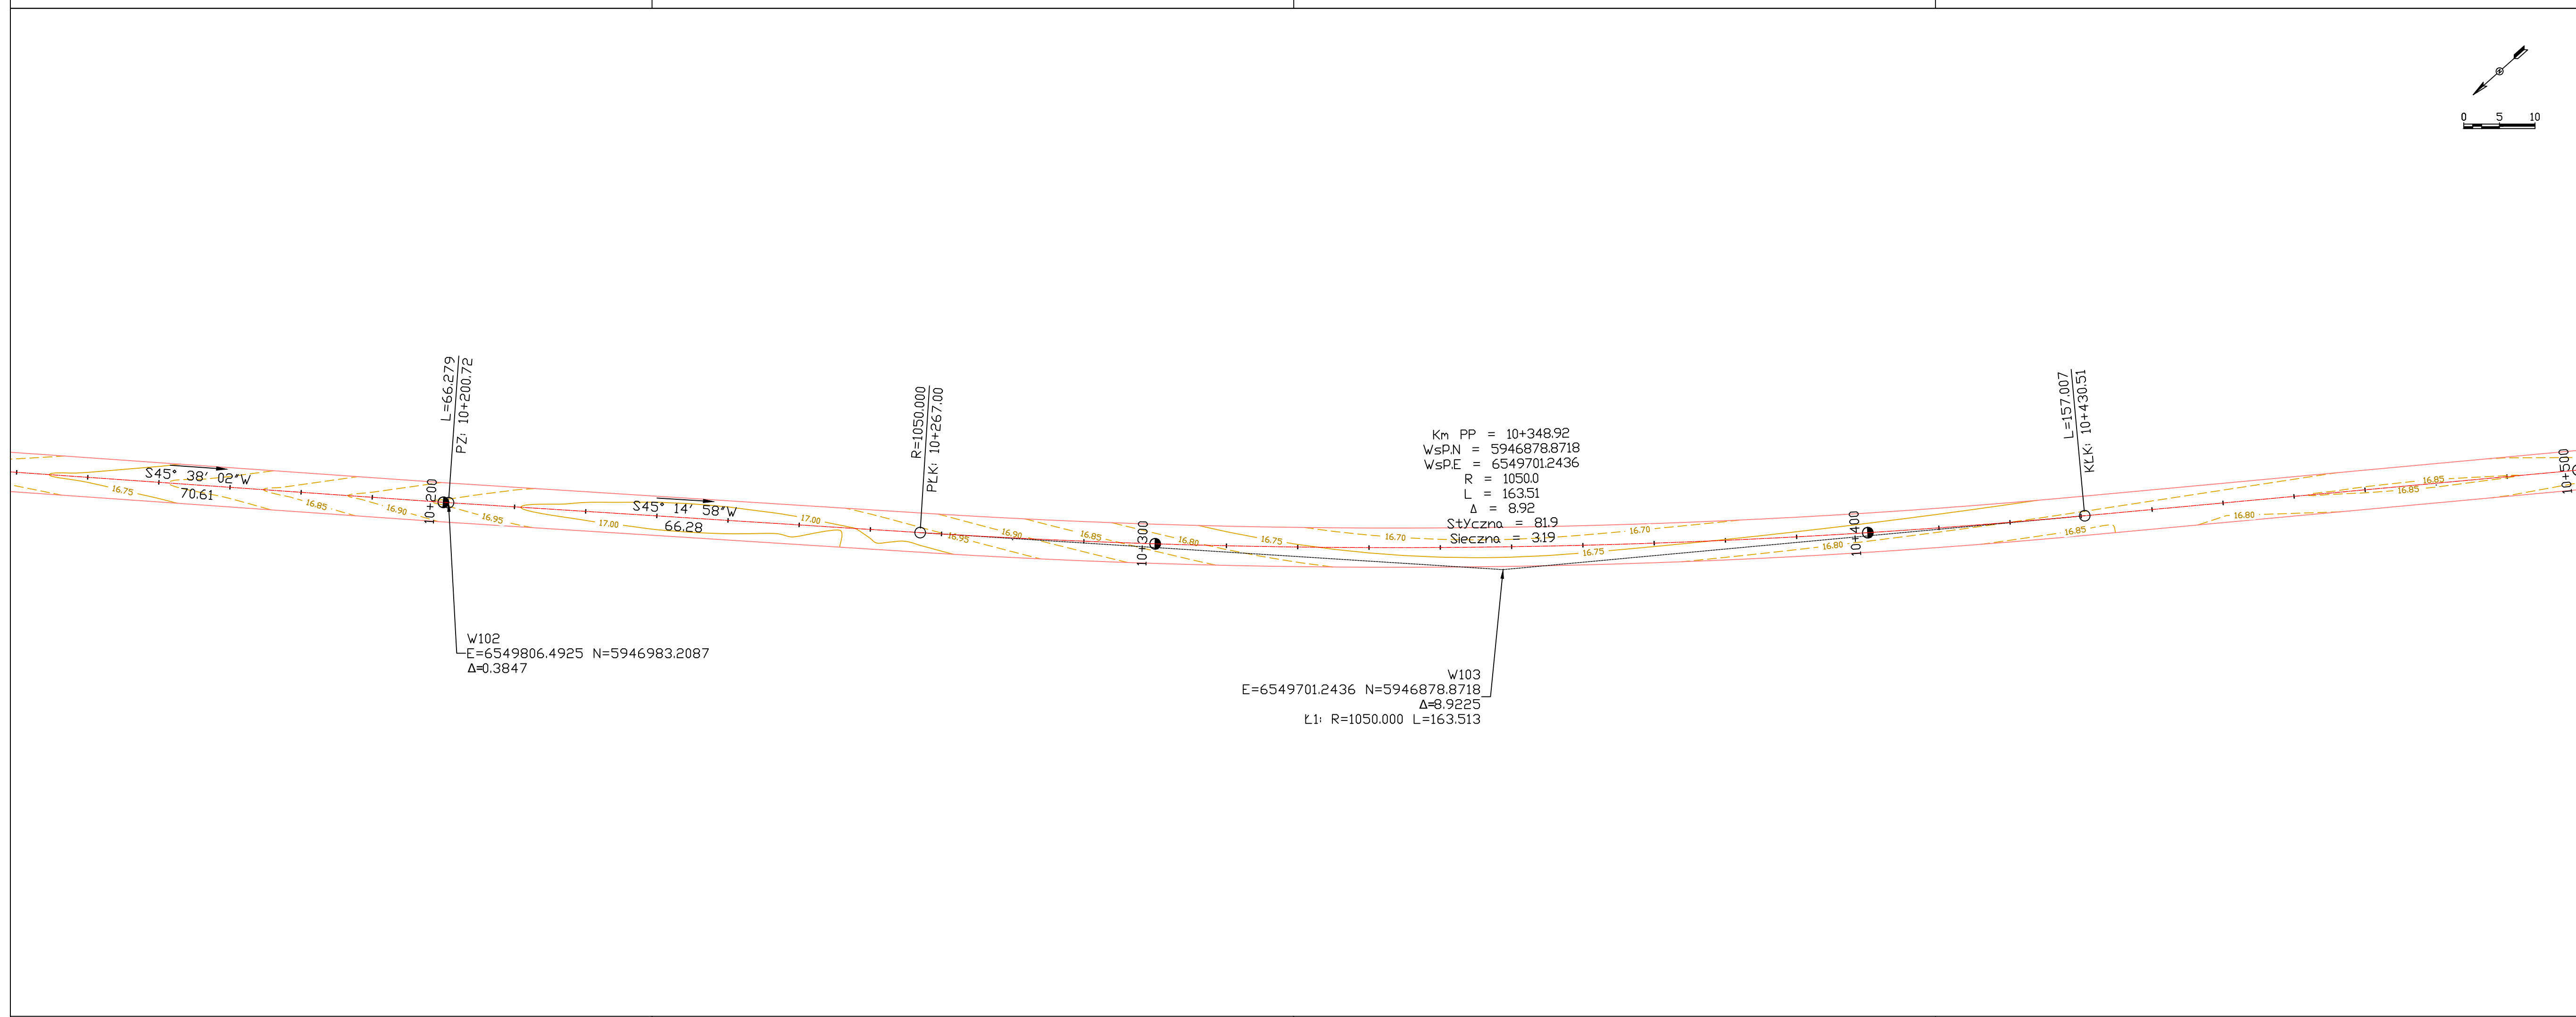 0 5 10
L=66.279
PZ: 10+200.72
R=1050.000
PŁK: 10+267.00
L=157.007
KŁK: 10+430.51
Km PP = 10+348.92
WsP.N = 5946878.8718
WsP.E = 6549701.2436
R = 1050.0
L = 163.51
Δ = 8.92
Styczna = 81.9
Sieczna = 3.19
S45° 38' 02"W
70.61
S45° 14' 58"W
66.28
10+200
10+300
10+400
10+500
16.75
16.85
16.90
16.95
17.00
17.00
16.95
16.90
16.85
16.80
16.75
16.70
16.70
16.75
16.80
16.85
16.80
16.85
16.85
W102
E=6549806.4925 N=5946983.2087
Δ=0.3847
W103
E=6549701.2436 N=5946878.8718
Δ=8.9225
Ł1: R=1050.000 L=163.513